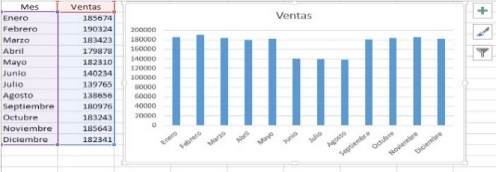 Mes Ventas
Enero 185674
Febrero 190324
Marzo 183423
Abril 179878
Mayo 182310
Junio 140234
Julio 139765
Agosto 138656
Septiembre 180976
Octubre 183243
Noviembre 185643
Diciembre 182341
Ventas
200000
180000
160000
140000
120000
100000
80000
60000
40000
20000
0
Enero Febrero Marzo Abril Mayo Junio Julio Agosto Septiembre Octubre Noviembre Diciembre